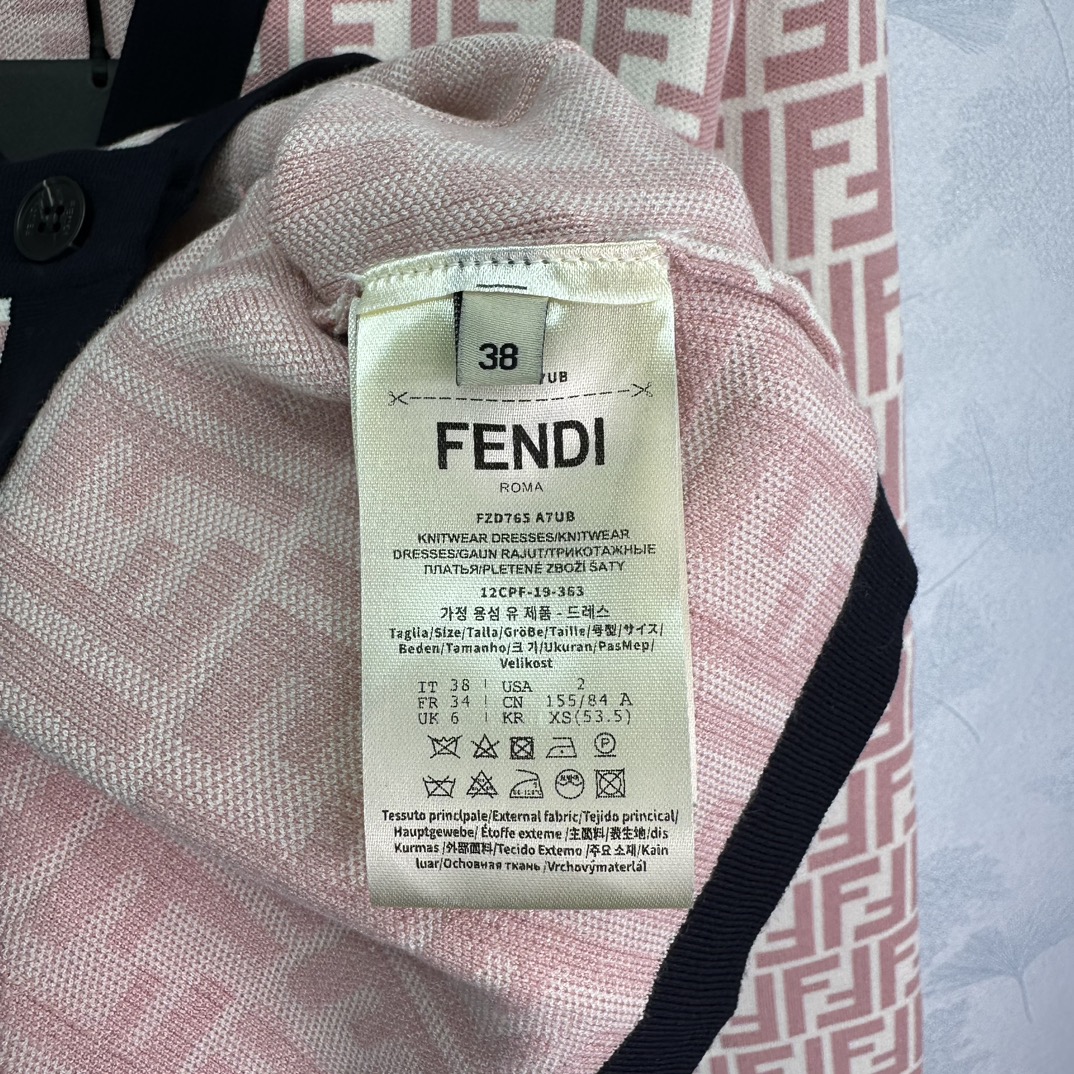 38
7UB
FENDI
ROMA
FZD765 A7UB
KNITWEAR DRESSES/KNITWEAR
DRESSES/GAUN RAJUT/ТРИКОТАЖНЫЕ
ПЛАТЬЯ/PLETENÉ ZBOŽÍ ŠATY
12CPF-19-363
가정 용섬 유 제품 - 드레스
Taglia/Size/Talla/GröBe/Taille/号型/サイズ/
Beden/Tamanho/크 기/Ukuran/PasMep/
Velikost
IT 38 | USA 2
FR 34 | CN 155/84 A
UK 6 | KR XS(53.5)
Tessuto principale/External fabric/Tejido princical/
Hauptgewebe/ Étoffe exteme /主面料/表生地/dis
Kurmas /外部面料/Tecido Extemo /주요 소재/Kain
luar/Основная ткань /Vrchovýmateriál